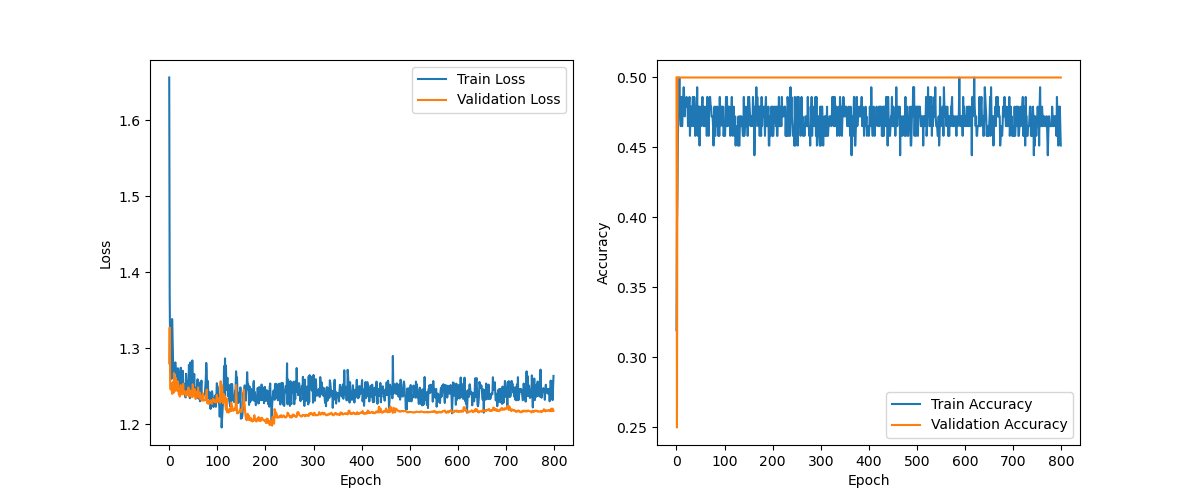 Train Loss
Validation Loss
1.6
1.5
1.4
1.3
1.2
Loss
0 100 200 300 400 500 600 700 800
Epoch
0.50
0.45
0.40
0.35
0.30
0.25
Accuracy
Train Accuracy
Validation Accuracy
0 100 200 300 400 500 600 700 800
Epoch